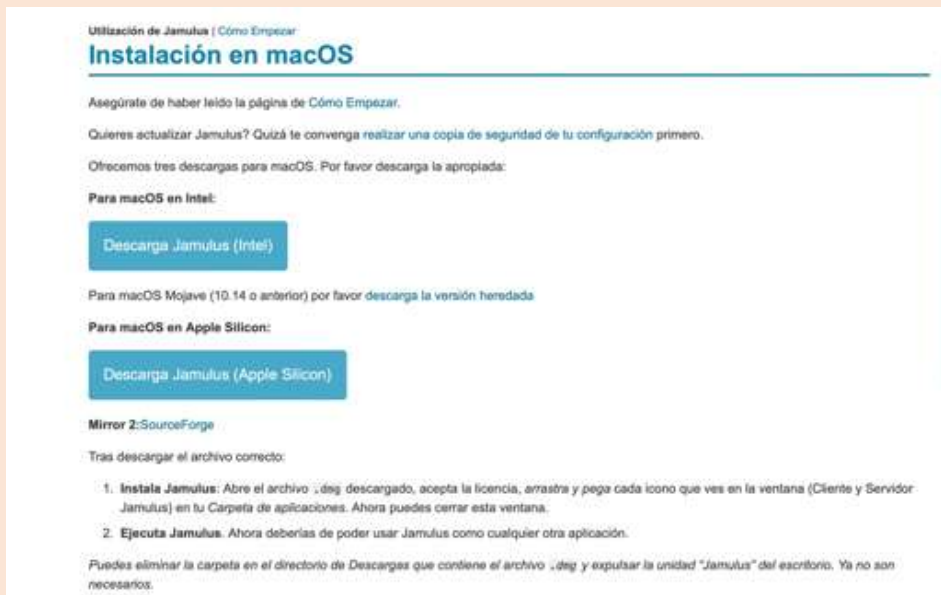 Utilización de Jamulus | Cómo Empezar
Instalación en macOS
Asegúrate de haber leído la página de Cómo Empezar.
Quieres actualizar Jamulus? Quizá te convenga realizar una copia de seguridad de tu configuración primero.
Ofrecemos tres descargas para macOS. Por favor descarga la apropiada:
Para macOS en Intel:
Descarga Jamulus (Intel)
Para macOS Mojave (10.14 o anterior) por favor descarga la versión heredada
Para macOS en Apple Silicon:
Descarga Jamulus (Apple Silicon)
Mirror 2:SourceForge
Tras descargar el archivo correcto:
1. Instala Jamulus: Abre el archivo .dmg descargado, acepta la licencia, arrastra y pega cada icono que ves en la ventana (Cliente y Servidor
Jamulus) en tu Carpeta de aplicaciones. Ahora puedes cerrar esta ventana.
2. Ejecuta Jamulus. Ahora deberías de poder usar Jamulus como cualquier otra aplicación.
Puedes eliminar la carpeta en el directorio de Descargas que contiene el archivo .dmg y expulsar la unidad "Jamulus" del escritorio. Ya no son
necesarios.